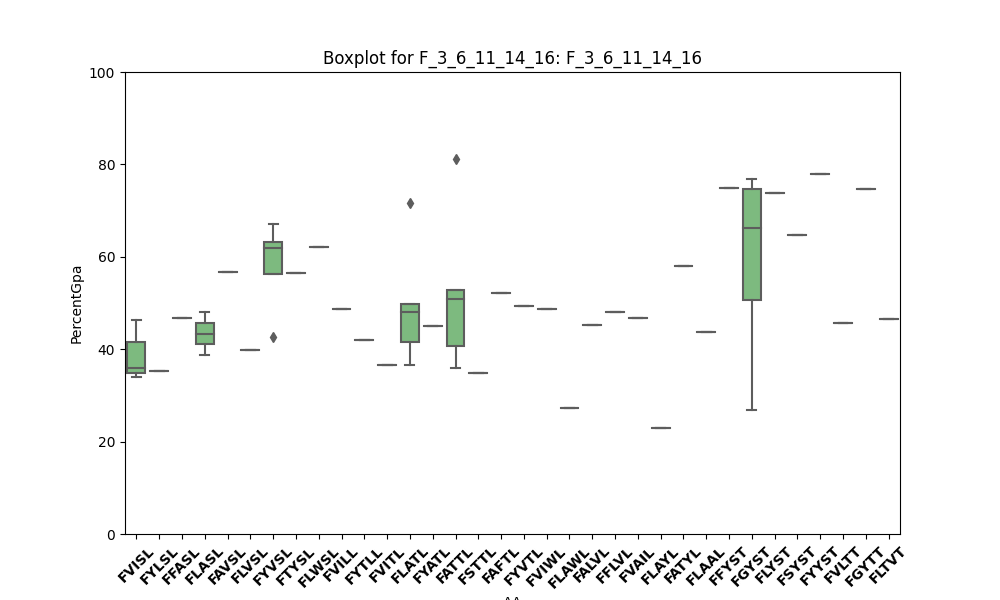 Boxplot for F_3_6_11_14_16: F_3_6_11_14_16
100
80
60
40
20
0
PercentGpa
FVISL
FYLSL
FFASL
FLASL
FAVSL
FLVSL
FYVSL
FTYSL
FLWSL
FVILL
FYTLL
FVITL
FLATL
FYATL
FATTL
FSTTL
FAFTL
FYVTL
FVIWL
FLAWL
FALVL
FFLVL
FVAIL
FLAYL
FATYL
FLAAL
FFYST
FGYST
FLYST
FSYST
FYYST
FVLTT
FGYTT
FLTVT